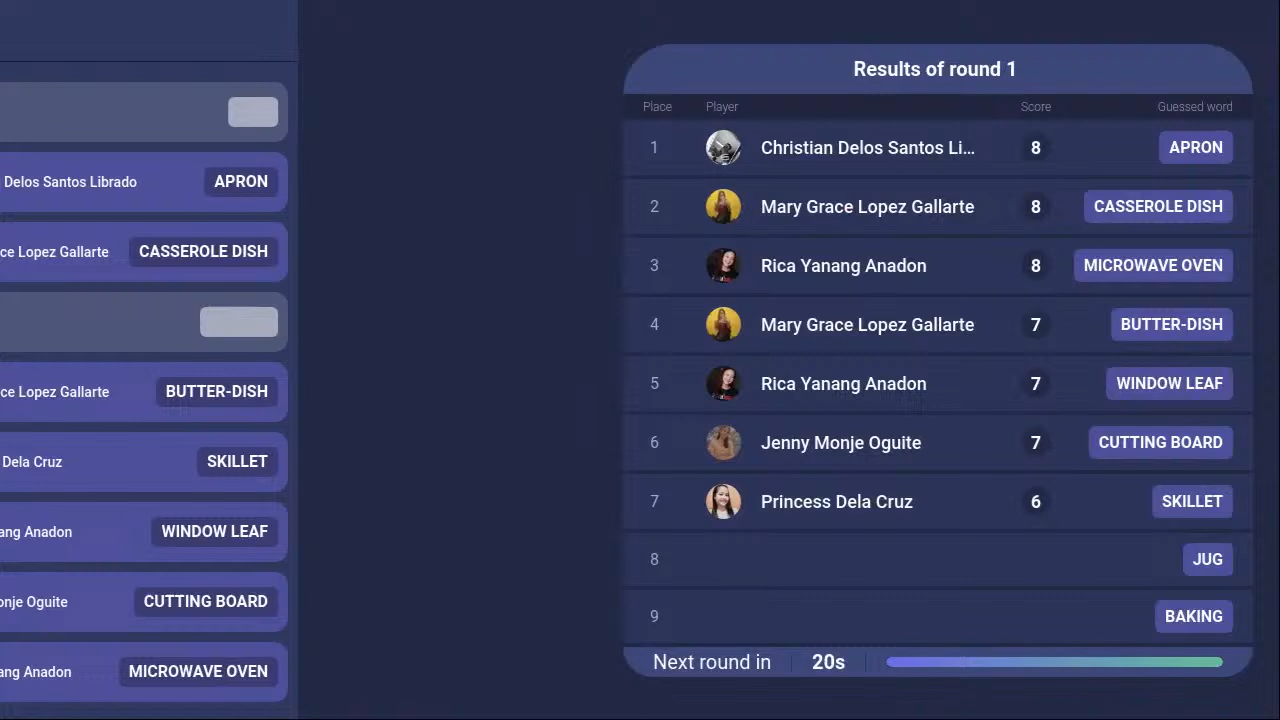 Delos Santos Librado APRON
ce Lopez Gallarte CASSEROLE DISH
ce Lopez Gallarte BUTTER-DISH
Dela Cruz SKILLET
ang Anadon WINDOW LEAF
onje Oguite CUTTING BOARD
ang Anadon MICROWAVE OVEN
Results of round 1
Place Player Score Guessed word
1 Christian Delos Santos Li... 8 APRON
2 Mary Grace Lopez Gallarte 8 CASSEROLE DISH
3 Rica Yanang Anadon 8 MICROWAVE OVEN
4 Mary Grace Lopez Gallarte 7 BUTTER-DISH
5 Rica Yanang Anadon 7 WINDOW LEAF
6 Jenny Monje Oguite 7 CUTTING BOARD
7 Princess Dela Cruz 6 SKILLET
8 JUG
9 BAKING
Next round in 20s